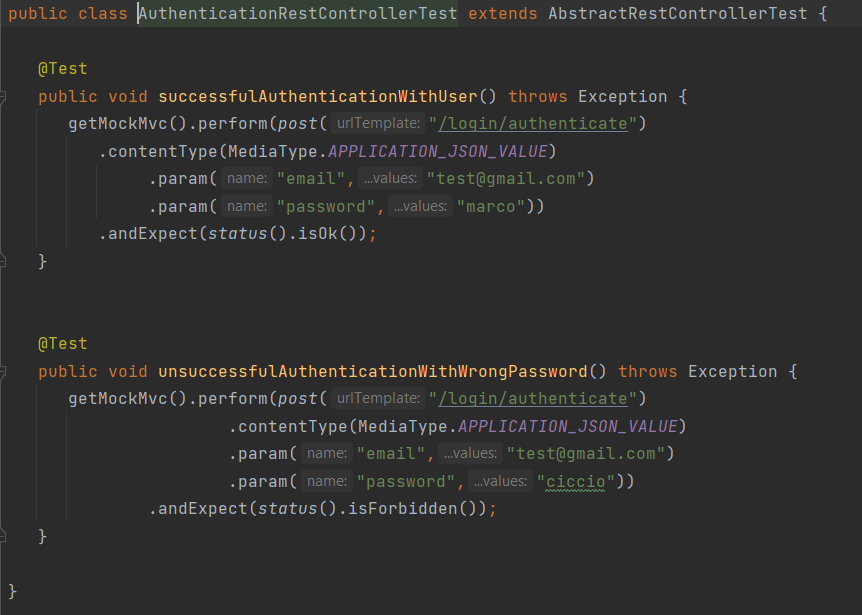 public class AuthenticationRestControllerTest extends AbstractRestControllerTest {
@Test
public void successfulAuthenticationWithUser() throws Exception {
getMockMvc().perform(post( urlTemplate: "/login/authenticate")
.contentType(MediaType.APPLICATION_JSON_VALUE)
.param( name: "email", ...values: "test@gmail.com")
.param( name: "password", ...values: "marco"))
.andExpect(status().isOk());
}
@Test
public void unsuccessfulAuthenticationWithWrongPassword() throws Exception {
getMockMvc().perform(post( urlTemplate: "/login/authenticate")
.contentType(MediaType.APPLICATION_JSON_VALUE)
.param( name: "email", ...values: "test@gmail.com")
.param( name: "password", ...values: "ciccio"))
.andExpect(status().isForbidden());
}
}